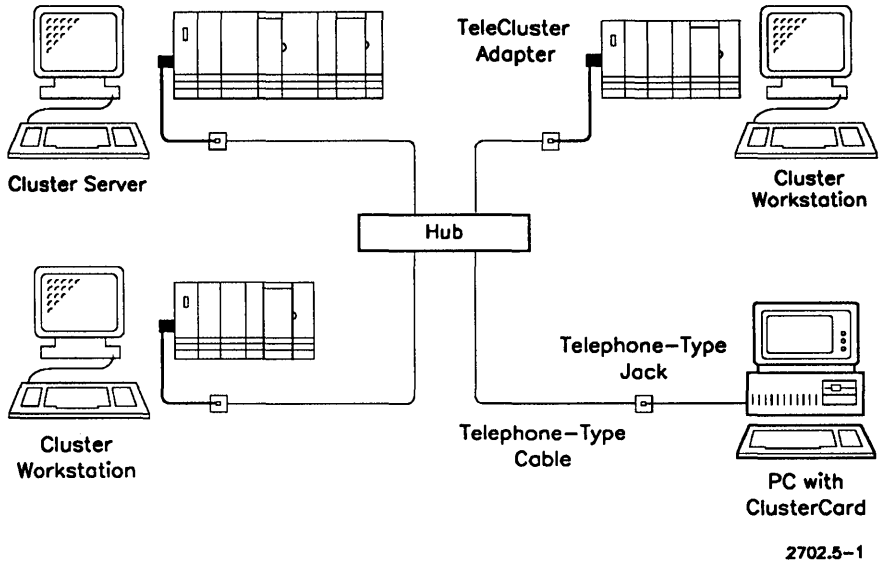 TeleCluster
Adapter
Cluster Server
Cluster
Workstation
Hub
Telephone-Type
Jack
Telephone-Type
Cable
Cluster
Workstation
PC with
ClusterCard
2702.5-1